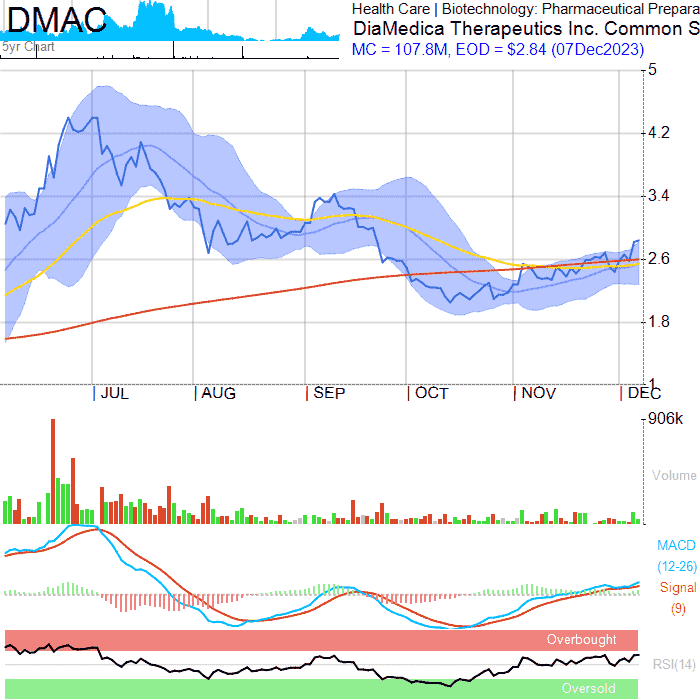 DMAC
5yr Chart
Health Care | Biotechnology: Pharmaceutical Prepara
DiaMedica Therapeutics Inc. Common S
MC = 107.8M, EOD = $2.84 (07Dec2023)
5
4.2
3.4
2.6
1.8
1
JUL AUG SEP OCT NOV DEC
906k
Volume
MACD
(12-26)
Signal
(9)
Overbought
RSI(14)
Oversold